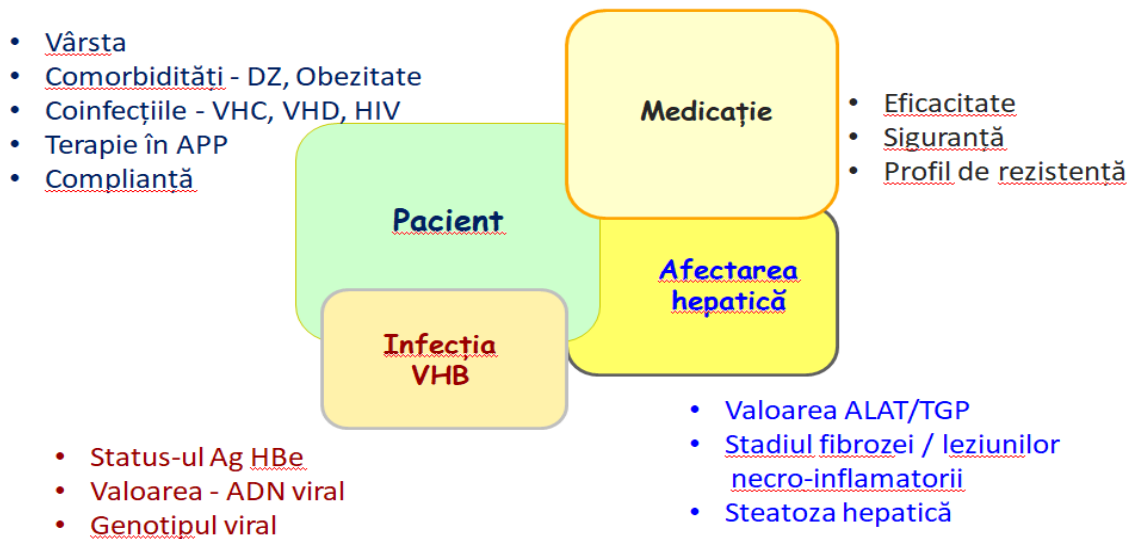 • Vârsta
• Comorbidități - DZ, Obezitate
• Coinfecțiile - VHC, VHD, HIV
• Terapie în APP
• Complianță
Medicație
• Eficacitate
• Siguranță
• Profil de rezistență
Pacient
Afectarea
hepatică
Infecția
VHB
• Valoarea ALAT/TGP
• Stadiul fibrozei / leziunilor
necro-inflamatorii
• Steatoza hepatică
• Status-ul Ag HBe
• Valoarea - ADN viral
• Genotipul viral